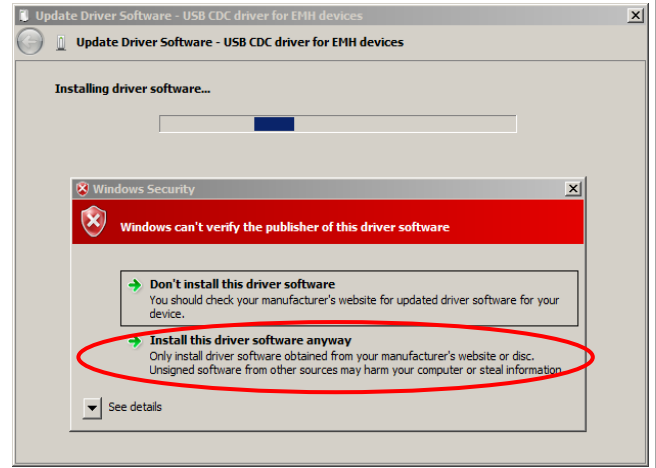 Update Driver Software - USB CDC driver for EMH devices
Update Driver Software - USB CDC driver for EMH devices
Installing driver software...
Windows Security
Windows can't verify the publisher of this driver software
Don't install this driver software
You should check your manufacturer's website for updated driver software for your
device.
Install this driver software anyway
Only install driver software obtained from your manufacturer's website or disc.
Unsigned software from other sources may harm your computer or steal information
See details